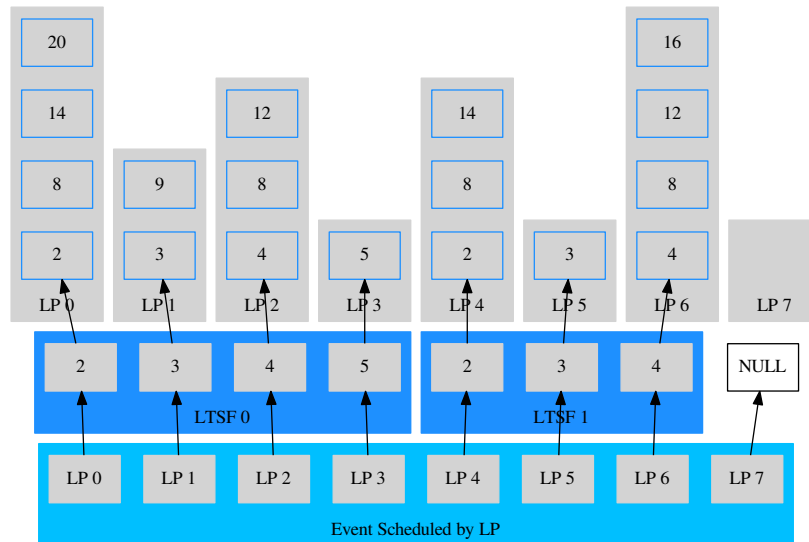 20 16
14 12 14 12
8 9 8 8 8
2 3 4 5 2 3 4
LP 0 LP 1 LP 2 LP 3 LP 4 LP 5 LP 6 LP 7
2 3 4 5 2 3 4 NULL
LTSF 0 LTSF 1
LP 0 LP 1 LP 2 LP 3 LP 4 LP 5 LP 6 LP 7
Event Scheduled by LP